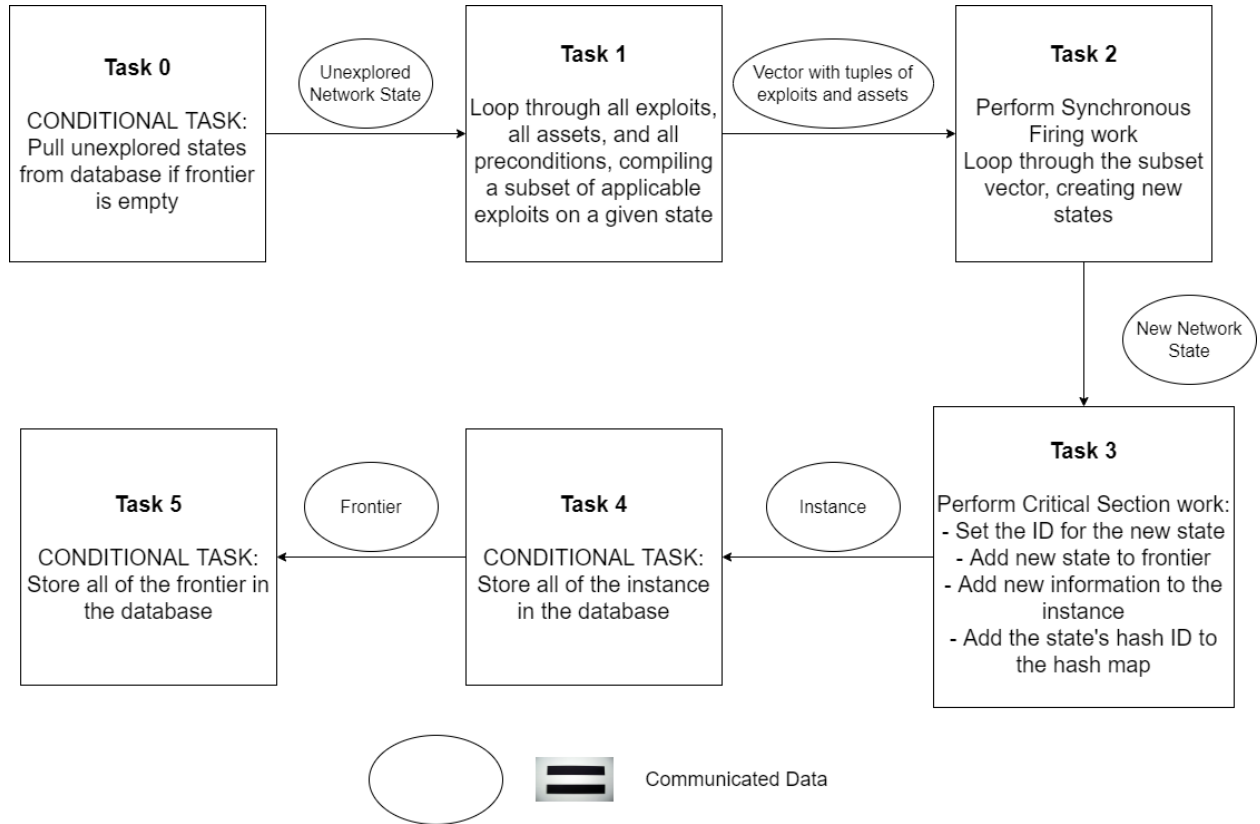 Task 0
CONDITIONAL TASK:
Pull unexplored states
from database if frontier
is empty
Unexplored
Network State
Task 1
Loop through all exploits,
all assets, and all
preconditions, compiling
a subset of applicable
exploits on a given state
Vector with tuples of
exploits and assets
Task 2
Perform Synchronous
Firing work
Loop through the subset
vector, creating new
states
New Network
State
Task 3
Perform Critical Section work:
- Set the ID for the new state
- Add new state to frontier
- Add new information to the
instance
- Add the state's hash ID to
the hash map
Instance
Task 4
CONDITIONAL TASK:
Store all of the instance
in the database
Frontier
Task 5
CONDITIONAL TASK:
Store all of the frontier in
the database
Communicated Data